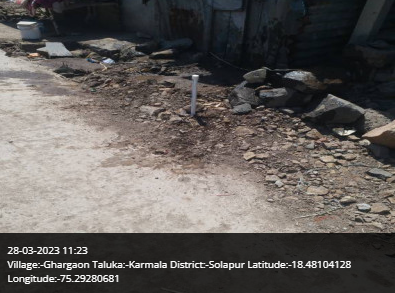 28-03-2023 11:23
Village:-Ghargaon Taluka:-Karmala District:-Solapur Latitude:-18.48104128
Longitude:-75.29280681